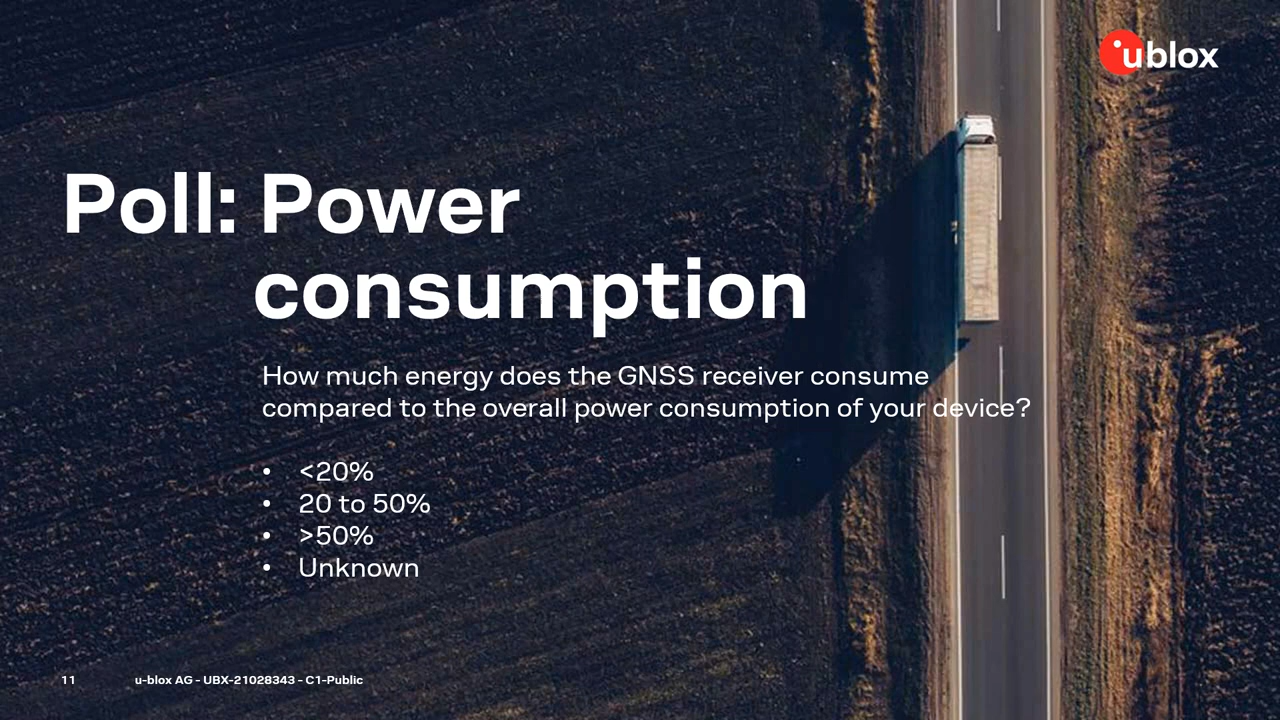 ublox
Poll: Power
consumption
How much energy does the GNSS receiver consume
compared to the overall power consumption of your device?
• <20%
• 20 to 50%
• >50%
• Unknown
11 u-blox AG - UBX-21028343 - C1-Public